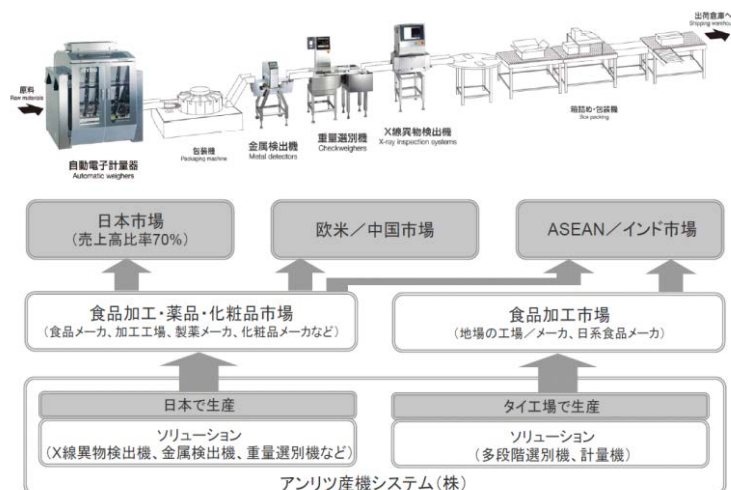 出荷倉庫へ
Shipping warehouse
原料
Raw materials
自動電子計量器
Automatic weighers
包装機
Packaging machine
金属検出機
Metal detectors
重量選別機
Checkweighers
X線異物検出機
X-ray inspection systems
箱詰め・包装機
Box packing
日本市場
(売上高比率70%)
欧米/中国市場
ASEAN/インド市場
食品加工・薬品・化粧品市場
(食品メーカ、加工工場、製薬メーカ、化粧品メーカなど)
食品加工市場
(地場の工場/メーカ、日系食品メーカ)
日本で生産
ソリューション
(X線異物検出機、金属検出機、重量選別機など)
タイ工場で生産
ソリューション
(多段階選別機、計量機)
アンリツ産機システム(株)